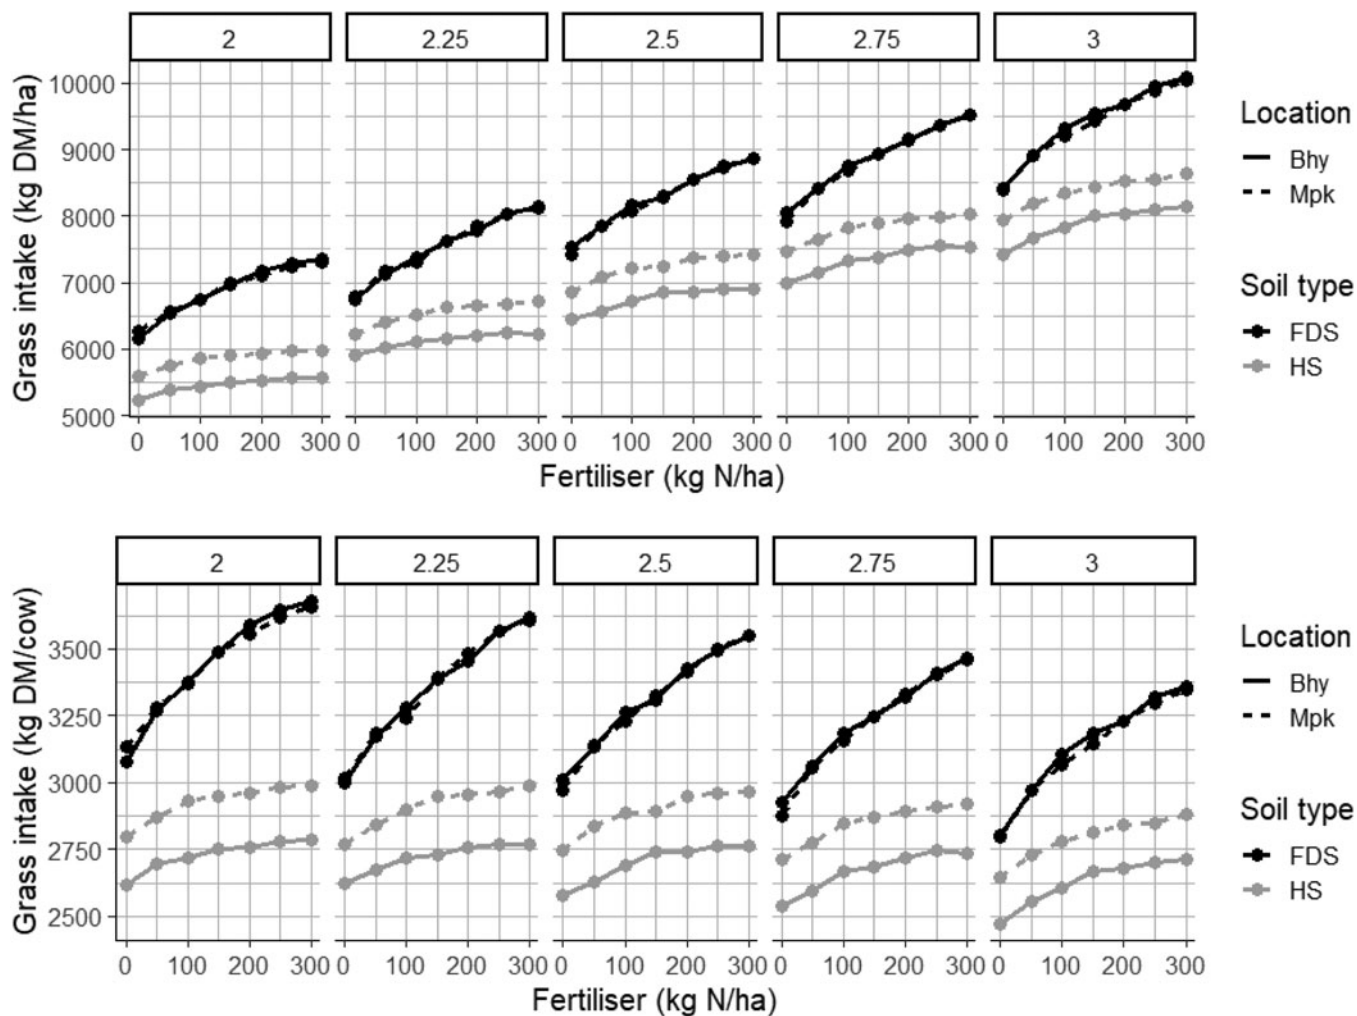 2 2.25 2.5 2.75 3
Grass intake (kg DM/ha)
10000
9000
8000
7000
6000
5000
0 100 200 300 0 100 200 300 0 100 200 300 0 100 200 300 0 100 200 300
Fertiliser (kg N/ha)
Location
Bhy
Mpk
Soil type
FDS
HS
2 2.25 2.5 2.75 3
Grass intake (kg DM/cow)
3500
3250
3000
2750
2500
0 100 200 300 0 100 200 300 0 100 200 300 0 100 200 300 0 100 200 300
Fertiliser (kg N/ha)
Location
Bhy
Mpk
Soil type
FDS
HS